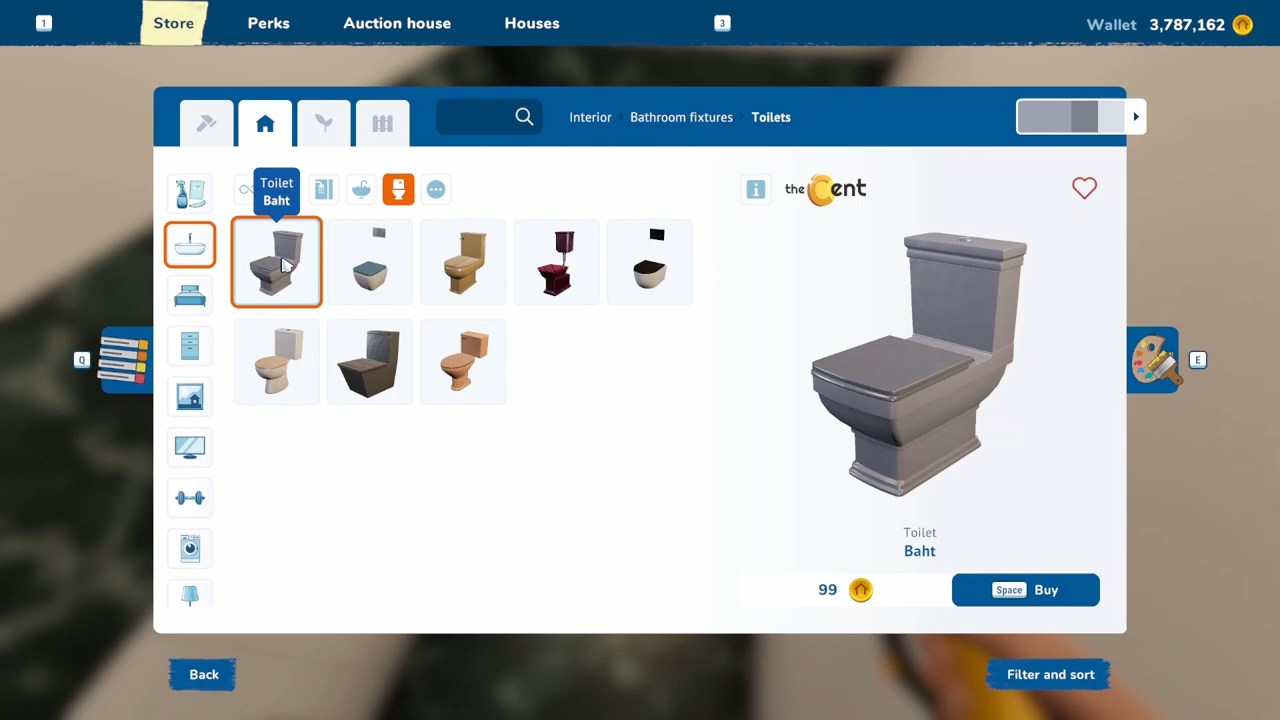 1
Store
Perks
Auction house
Houses
3
Wallet 3,787,162
Interior Bathroom fixtures Toilets
Toilet
Baht
the Cent
Q
E
Toilet
Baht
99
Space Buy
Back
Filter and sort